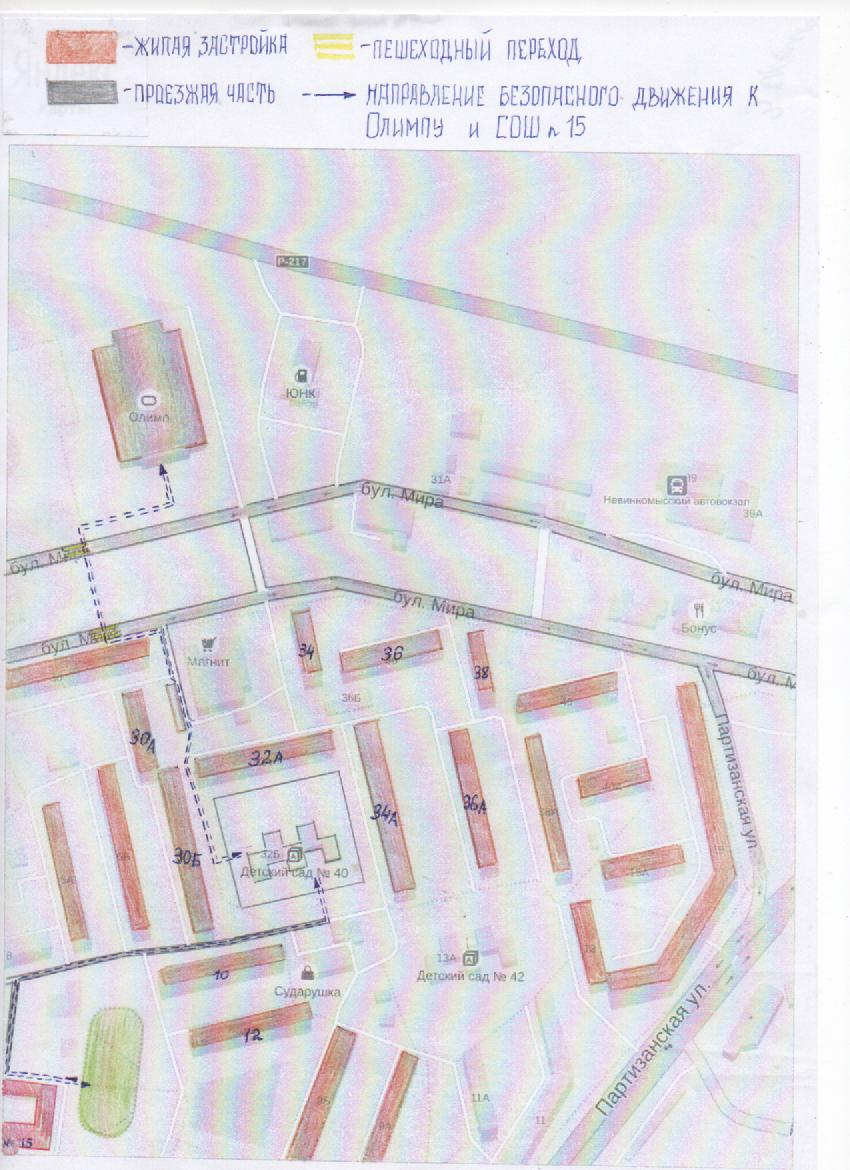 -ЖИЛАЯ ЗАСТРОЙКА
-ПЕШЕХОДНЫЙ ПЕРЕХОД
-ПРОЕЗЖАЯ ЧАСТЬ
НАПРАВЛЕНИЕ БЕЗОПАСНОГО ДВИЖЕНИЯ К
ОЛИМПУ И СОШ № 15
Р-217
ЮНК
Олимп
31А
бул. Мира
Невинномысский автовокзал
39А
бул. Мира
бул. Мира
Бонус
бул. М
Магнит
34
36
38
36Б
30А
32А
34А
36А
Партизанская ул.
30Б
32Б
Детский сад № 40
13А
Детский сад № 42
10
Сударушка
12
Партизанская ул.
11А
11
№ 15